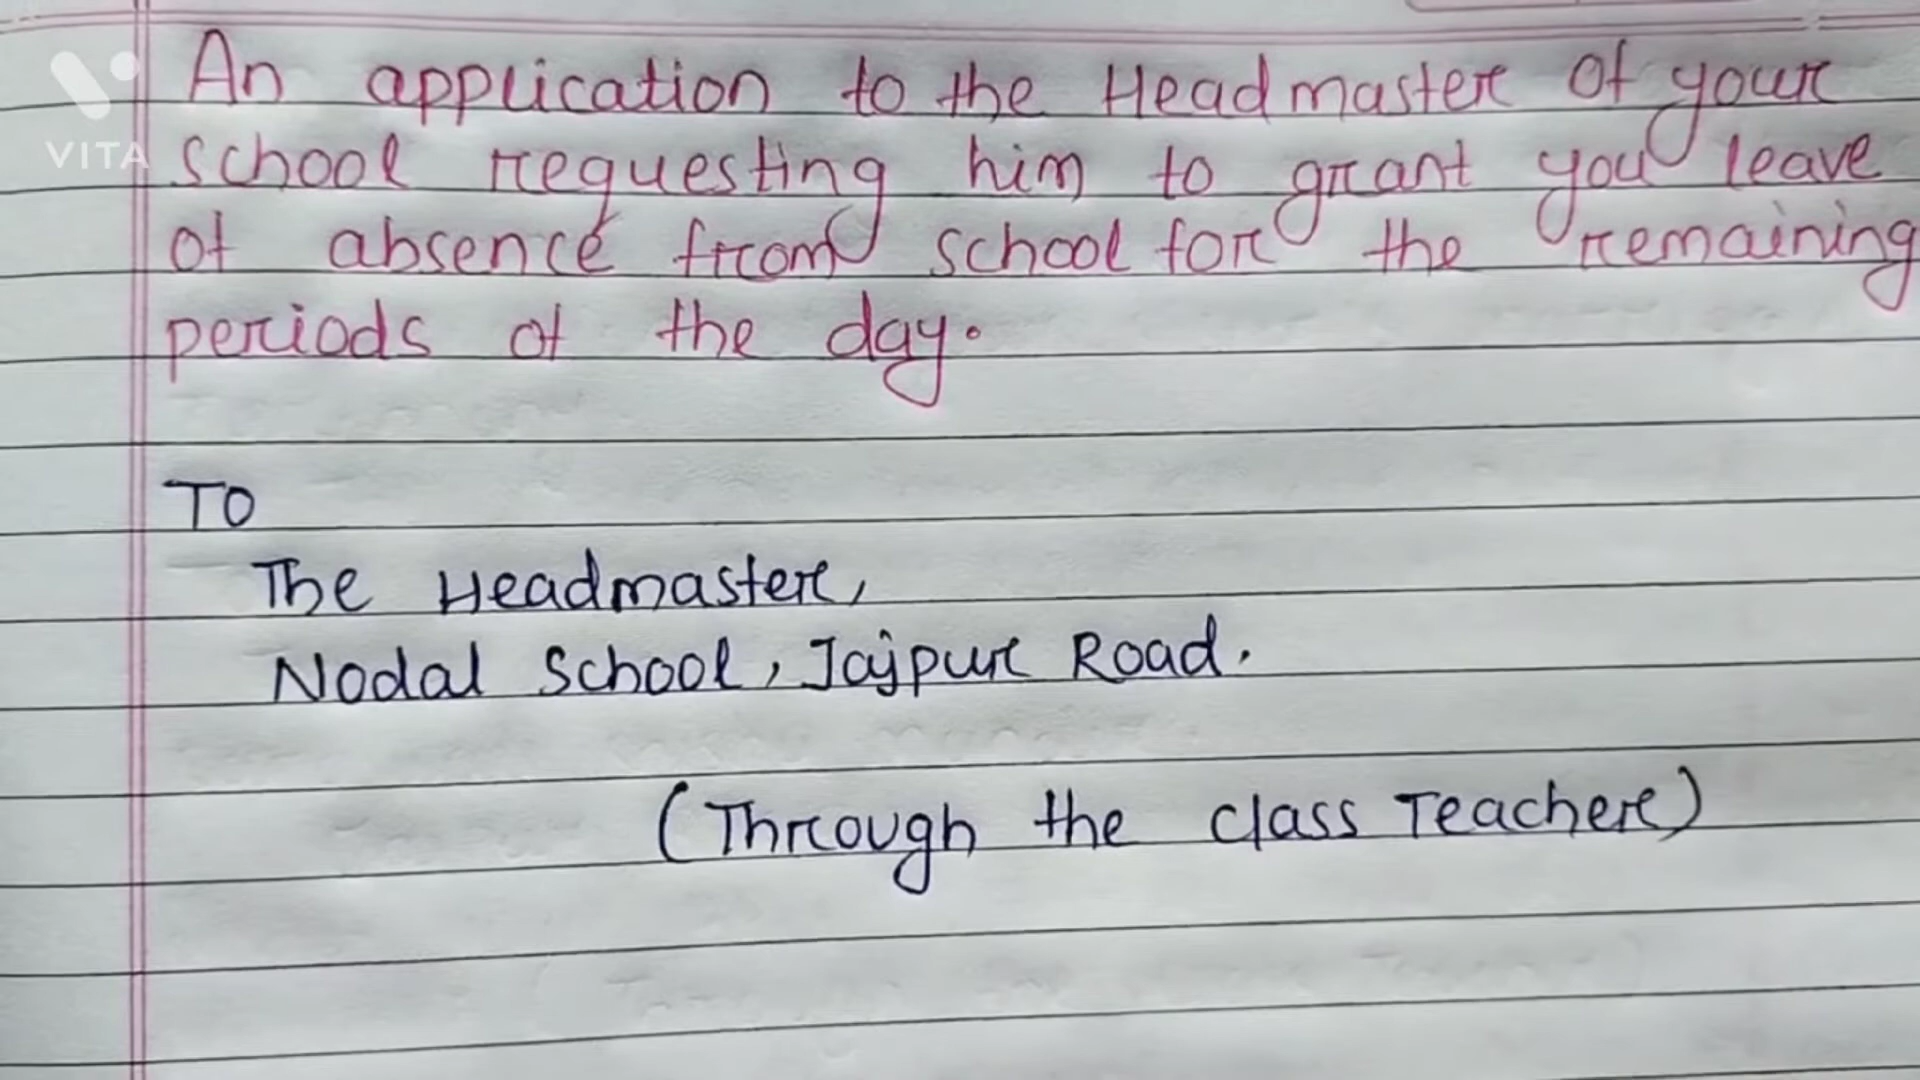 An application to the Headmaster of your
school requesting him to grant you leave
of absence from school for the remaining
periods of the day.
To
The Headmaster,
Nodal School, Jajpur Road.
(Through the class Teacher)
VITA